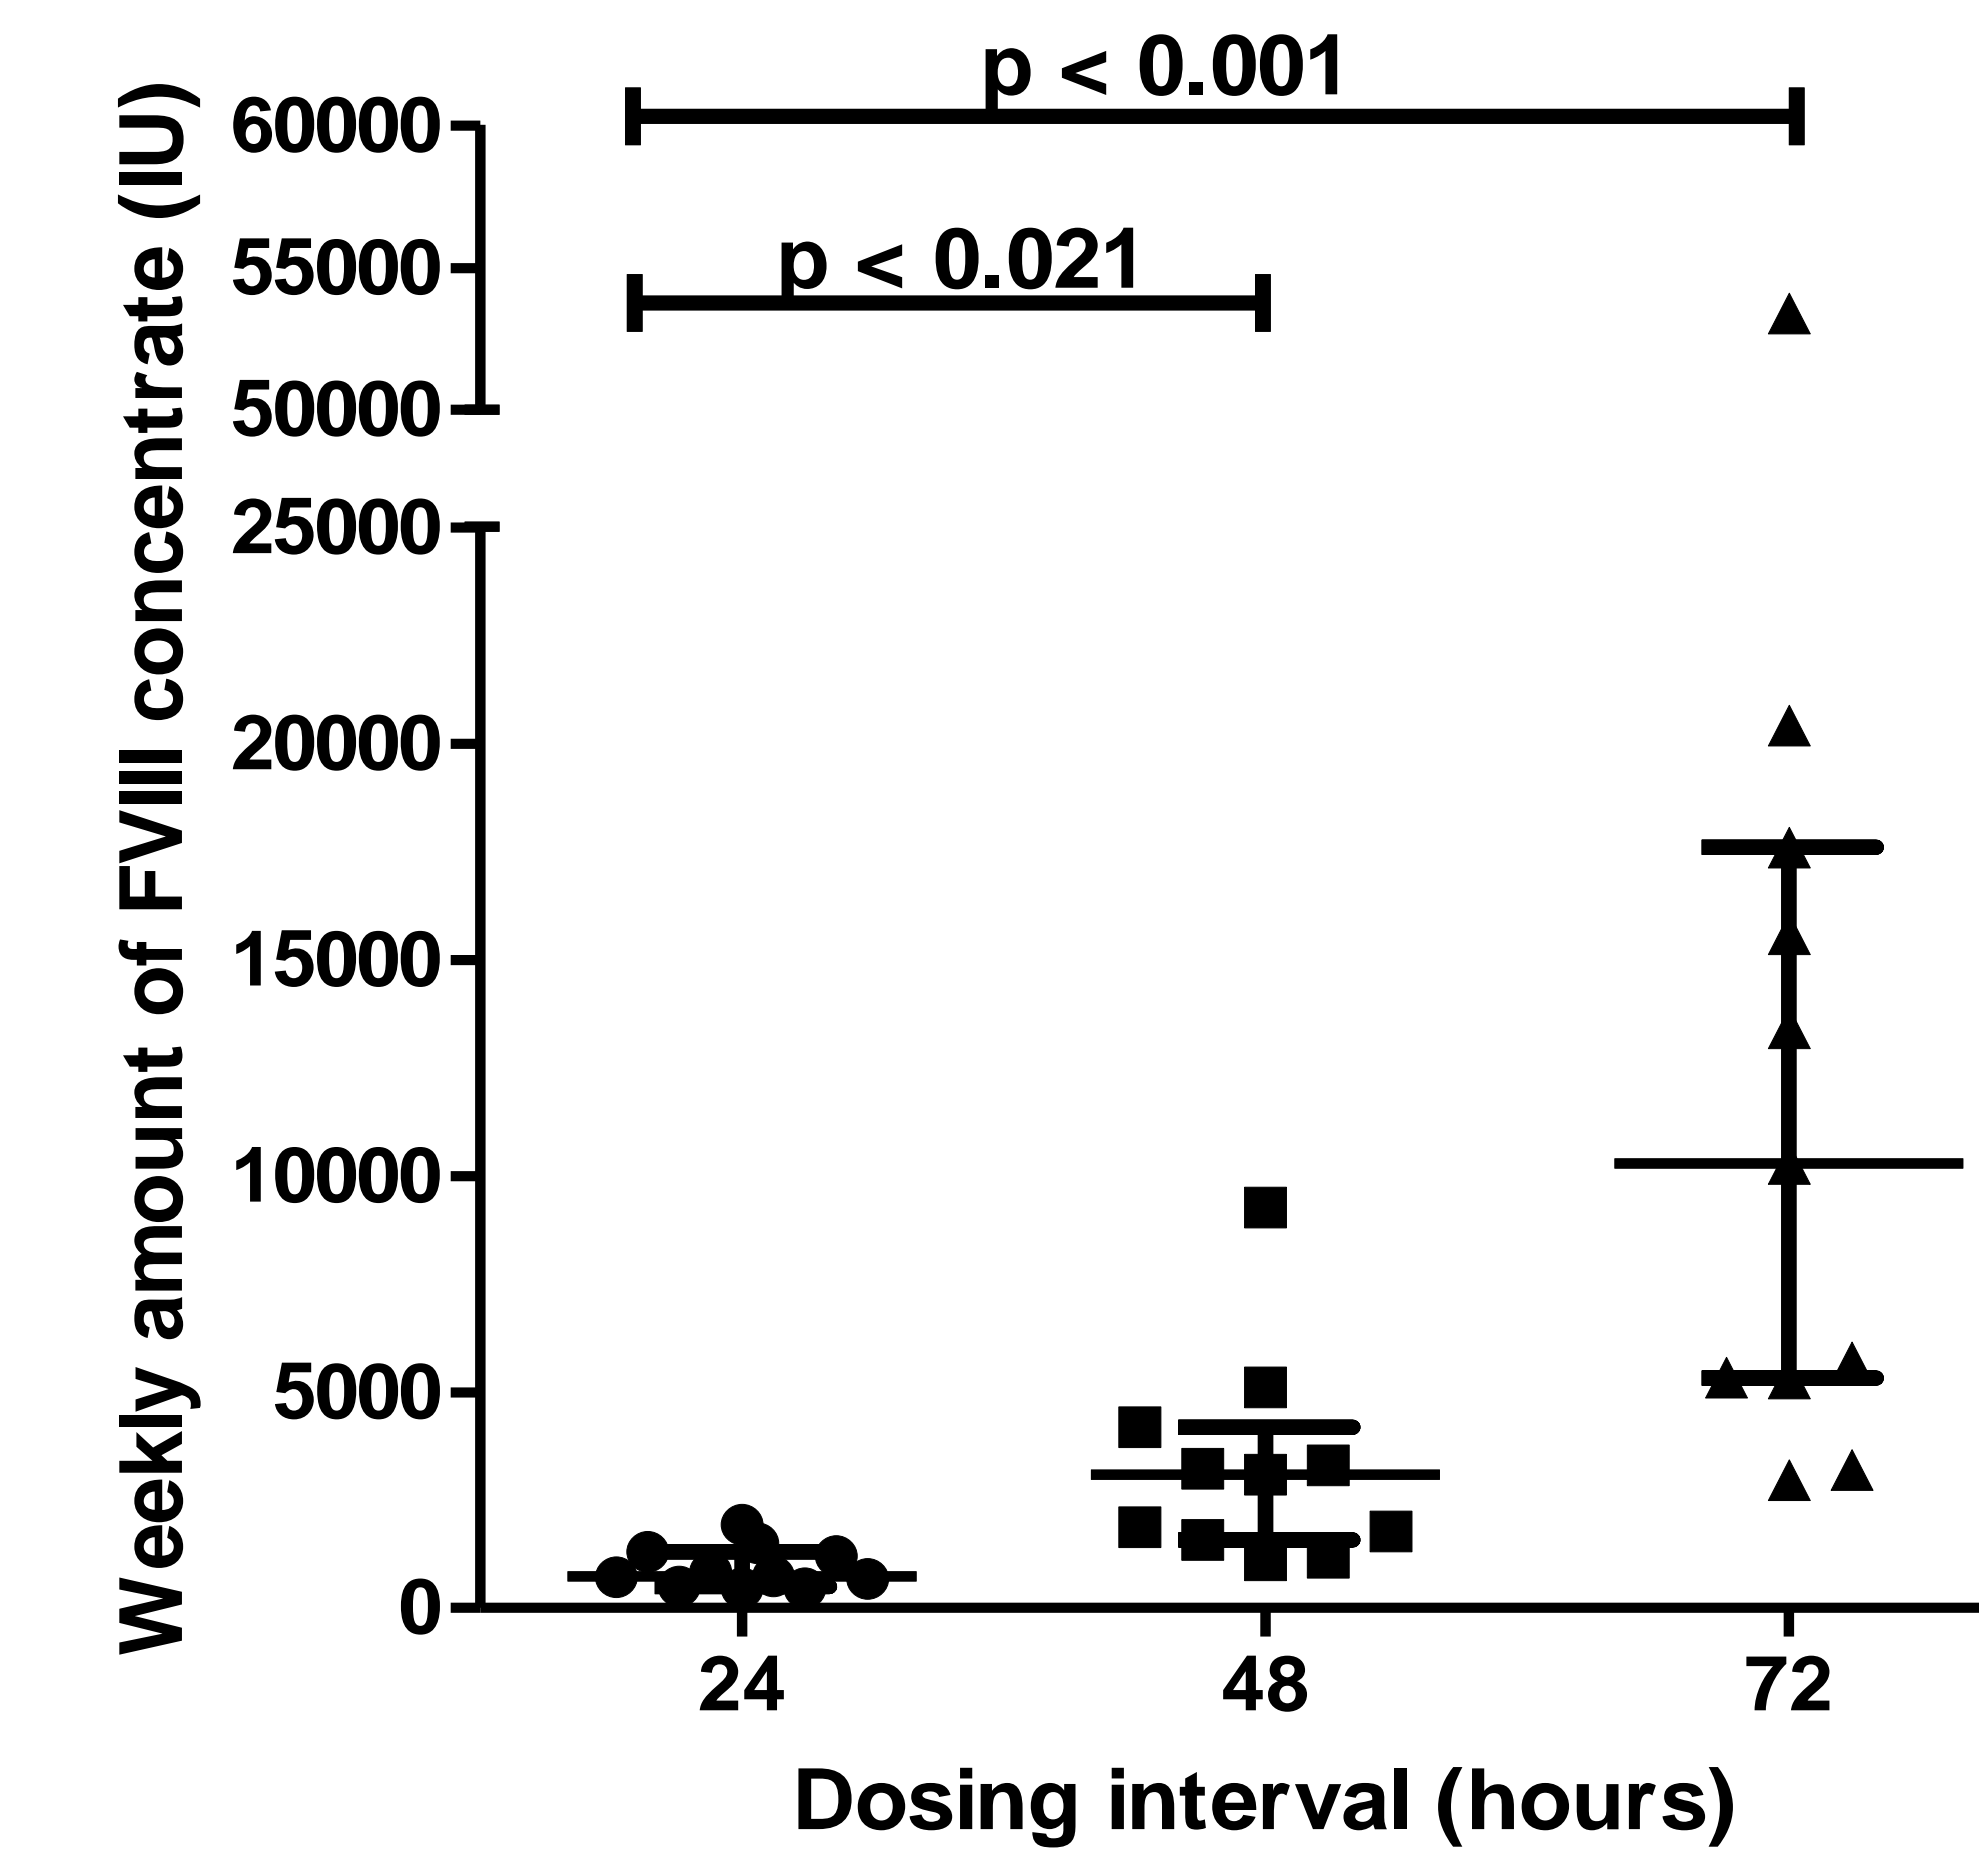 p < 0.001
p < 0.021
Weekly amount of FVIII concentrate (IU)
60000
55000
50000
25000
20000
15000
10000
5000
0
24 48 72
Dosing interval (hours)